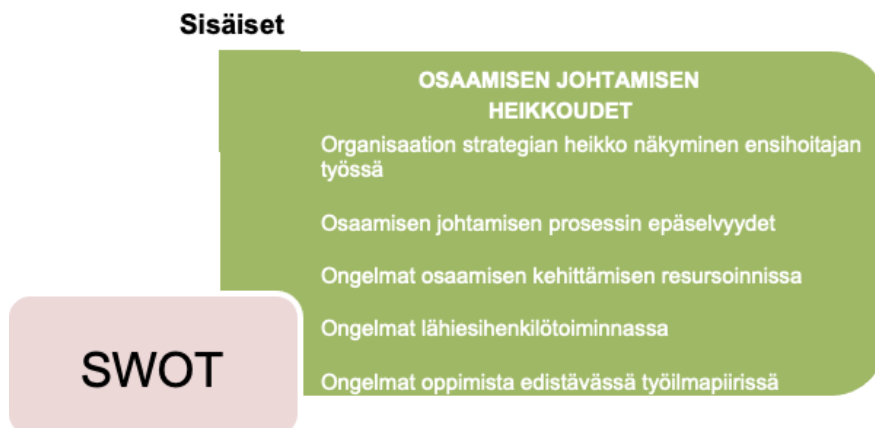 Sisäiset
OSAAMISEN JOHTAMISEN
HEIKKOUDET
Organisaation strategian heikko näkyminen ensihoitajan
työssä
Osaamisen johtamisen prosessin epäselvyydet
Ongelmat osaamisen kehittämisen resursoinnissa
Ongelmat lähiesihenkilötoiminnassa
Ongelmat oppimista edistävässä työilmapiirissä
SWOT